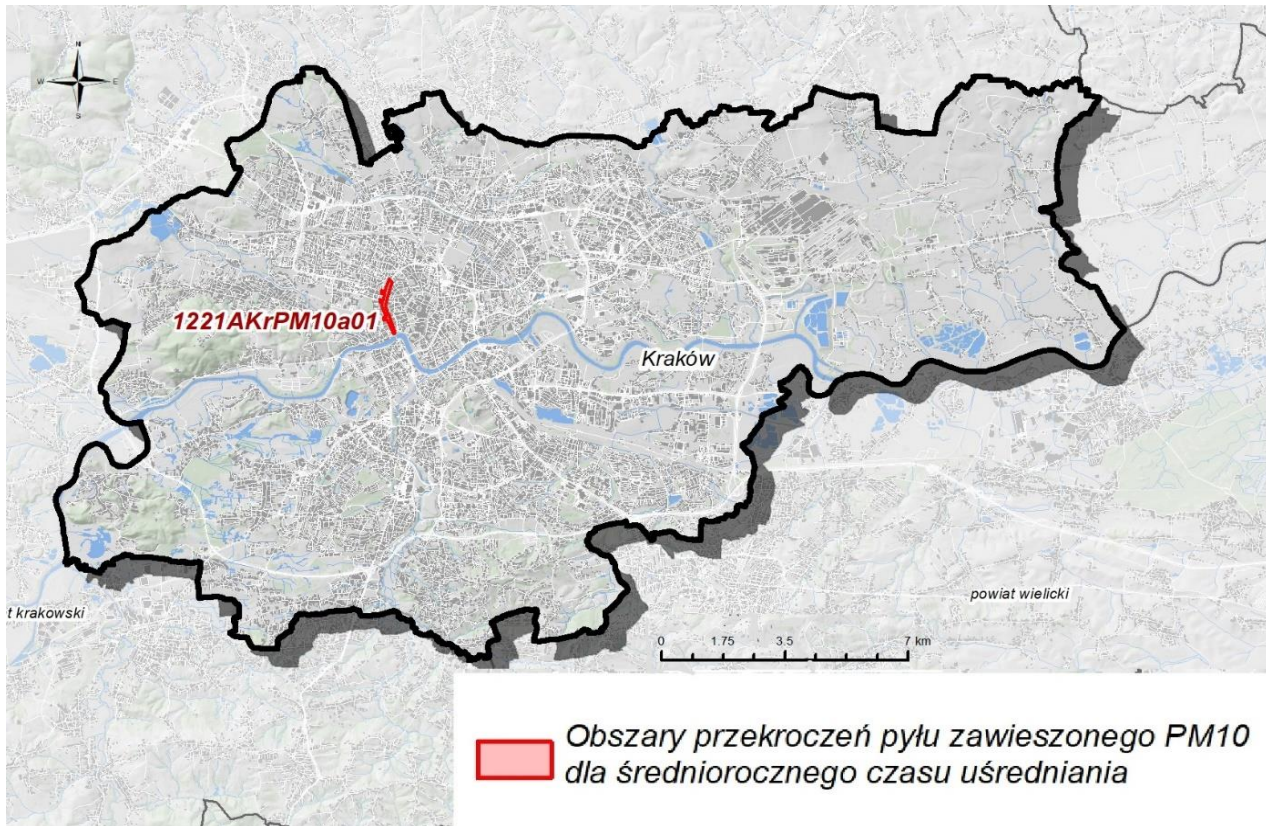 N
W E
S
1221AKrPM10a01
Kraków
t krakowski
powiat wielicki
0 1.75 3.5 7 km
Obszary przekroczeń pyłu zawieszonego PM10
dla średniorocznego czasu uśredniania